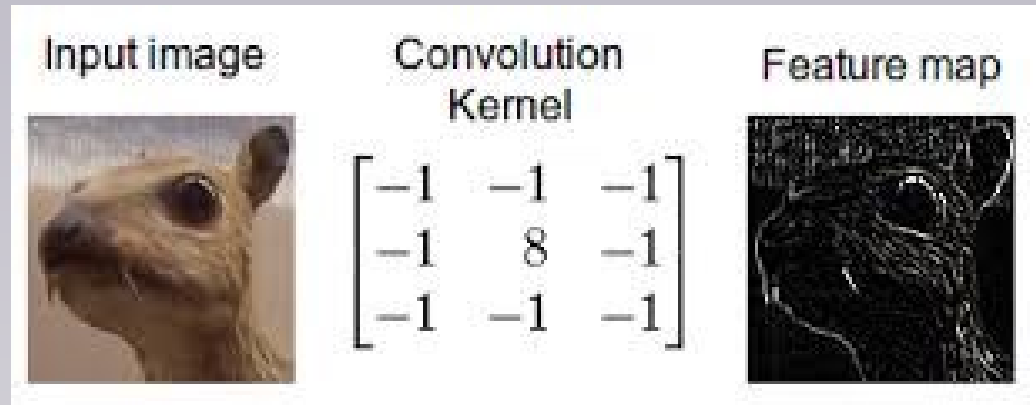 Input image
Convolution
Kernel
Feature map
−1 −1 −1
−1 8 −1
−1 −1 −1